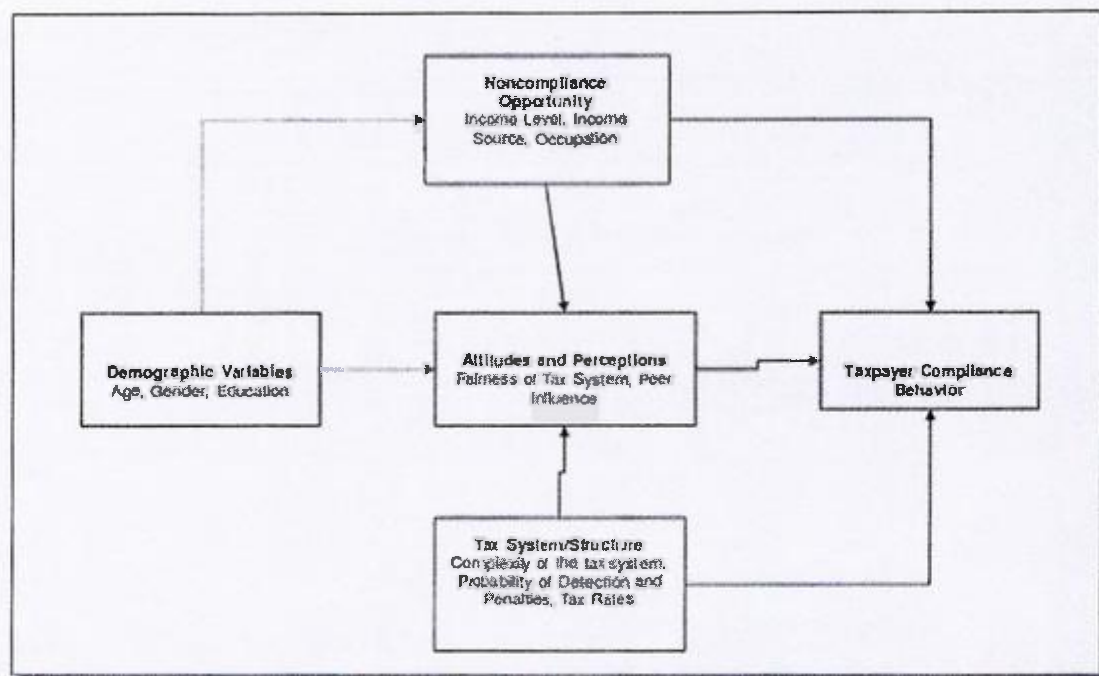 Noncompliance
Opportunity
Income Level, Income
Source, Occupation
Demographic Variables
Age, Gender, Education
Attitudes and Perceptions
Fairness of Tax System, Peer
Influence
Taxpayer Compliance
Behavior
Tax System/Structure
Complexity of the tax system,
Probability of Detection and
Penalties, Tax Rates